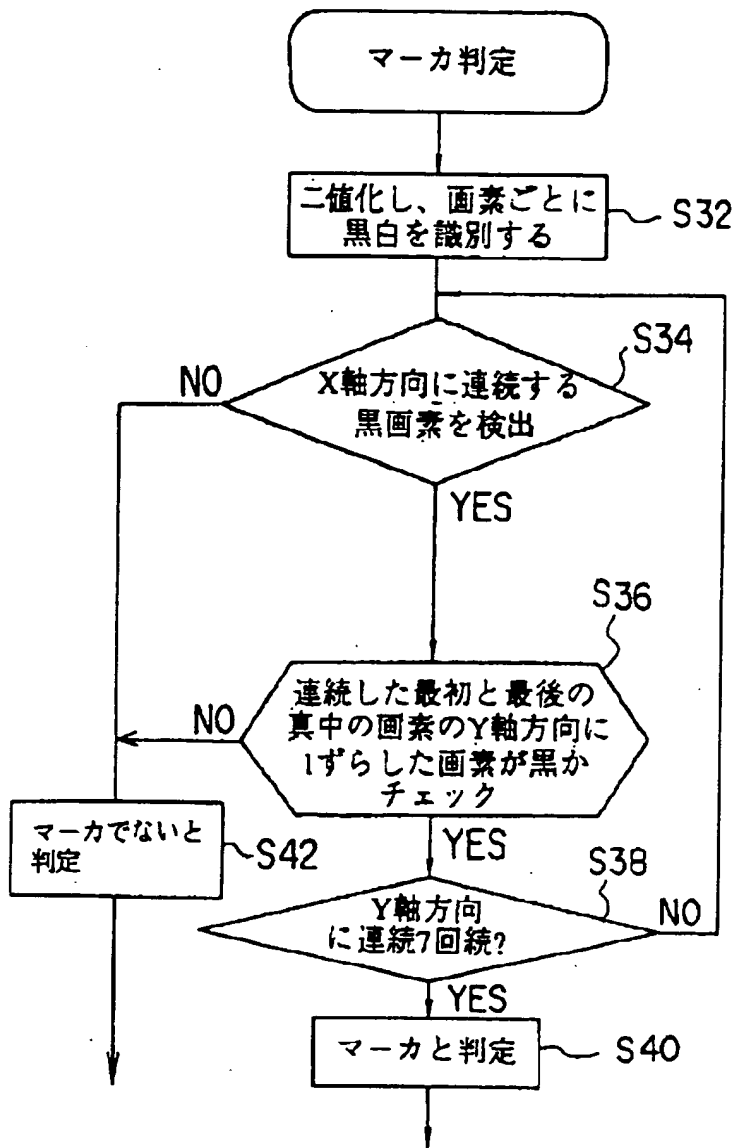 マーカ判定
二値化し、画素ごとに
黒白を識別する
S32
S34
X軸方向に連続する
黒画素を検出
NO
YES
S36
連続した最初と最後の
真中の画素のY軸方向に
1ずらした画素が黒か
チェック
NO
YES
マーカでないと
判定
S42
S38
Y軸方向
に連続7回続?
NO
YES
マーカと判定
S40